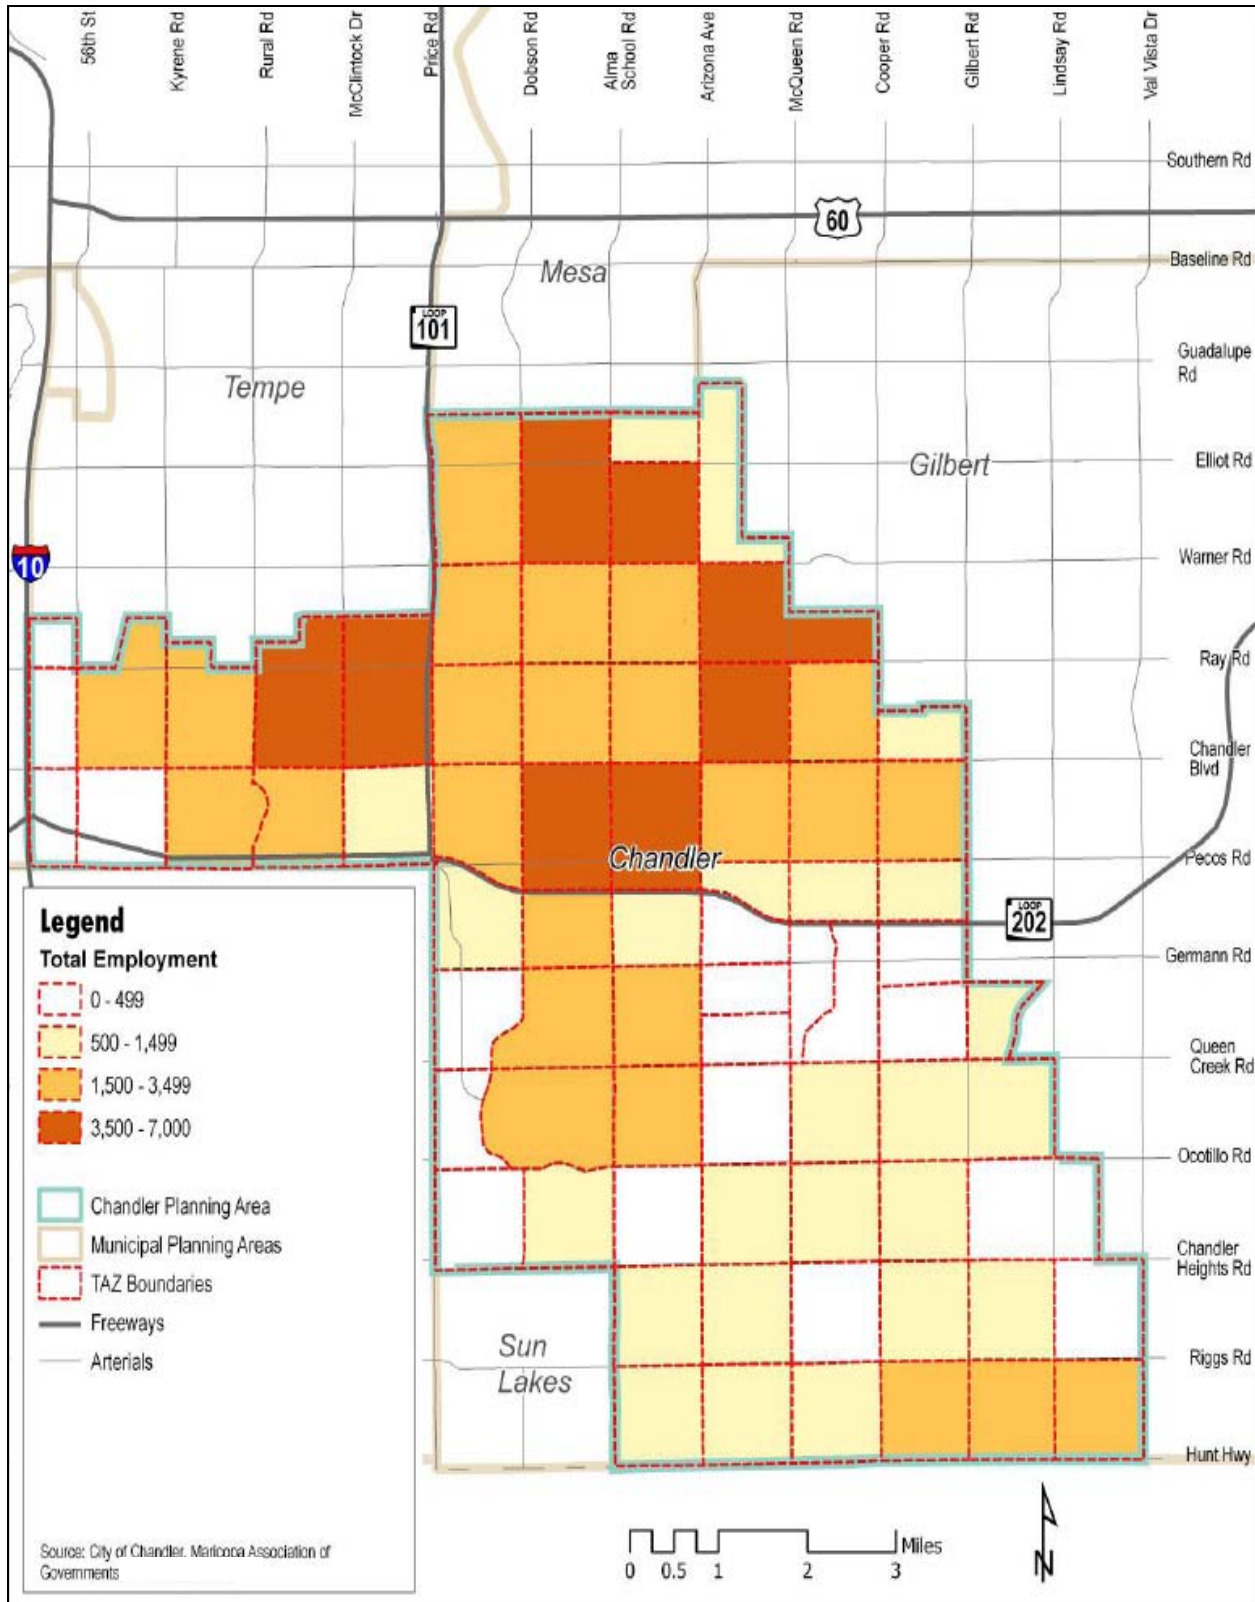 56th St
Kyrene Rd
Rural Rd
McClintock Dr
Price Rd
Dobson Rd
Alma
School Rd
Arizona Ave
McQueen Rd
Cooper Rd
Gilbert Rd
Lindsay Rd
Val Vista Dr
Southern Rd
60
Baseline Rd
Mesa
LOOP
101
Guadalupe
Rd
Tempe
Gilbert
Elliot Rd
10
Warner Rd
Ray Rd
Chandler
Blvd
Chandler
Pecos Rd
LOOP
202
Germann Rd
Queen
Creek Rd
Ocotillo Rd
Chandler
Heights Rd
Sun
Lakes
Riggs Rd
Hunt Hwy
Legend
Total Employment
0 - 499
500 - 1,499
1,500 - 3,499
3,500 - 7,000
Chandler Planning Area
Municipal Planning Areas
TAZ Boundaries
Freeways
Arterials
Source: City of Chandler, Maricopa Association of
Governments
Miles
0 0.5 1 2 3
N